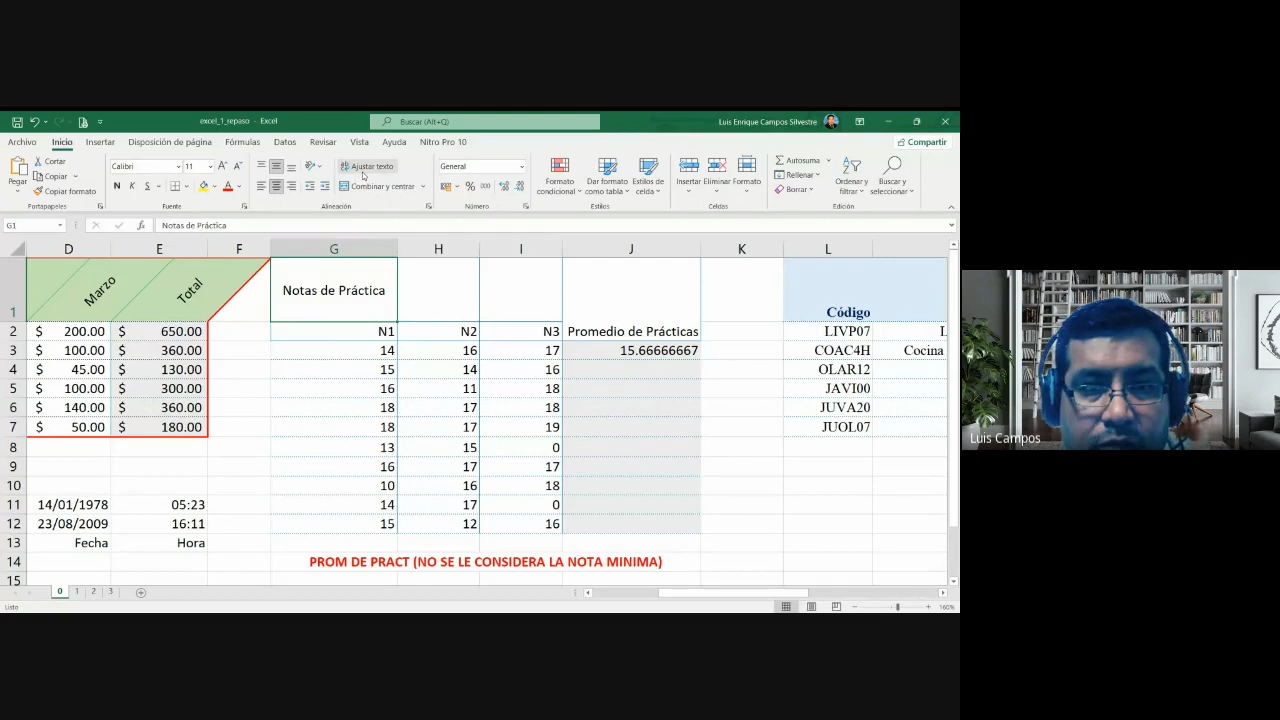 excel_1_repaso - Excel
Buscar (Alt+Q)
Luis Enrique Campos Silvestre
Archivo Inicio Insertar Disposición de página Fórmulas Datos Revisar Vista Ayuda Nitro Pro 10 Compartir
Pegar
Cortar
Copiar
Copiar formato
Portapapeles
Calibri 11
N K S
Fuente
Ajustar texto
Combinar y centrar
Alineación
General
% 000
Número
Formato condicional
Dar formato como tabla
Estilos de celda
Estilos
Insertar Eliminar Formato
Celdas
Autosuma
Rellenar
Borrar
Ordenar y filtrar
Buscar y seleccionar
Edición
G1 fx Notas de Práctica
D E F G H I J K L
1 Marzo Total Notas de Práctica Código
2 $ 200.00 $ 650.00 N1 N2 N3 Promedio de Prácticas LIVP07 L
3 $ 100.00 $ 360.00 14 16 17 15.66666667 COAC4H Cocina
4 $ 45.00 $ 130.00 15 14 16 OLAR12
5 $ 100.00 $ 300.00 16 11 18 JAVI00
6 $ 140.00 $ 360.00 18 17 18 JUVA20
7 $ 50.00 $ 180.00 18 17 19 JUOL07
8 13 15 0
9 16 17 17
10 10 16 18
11 14/01/1978 05:23 14 17 0
12 23/08/2009 16:11 15 12 16
13 Fecha Hora
14 PROM DE PRACT (NO SE LE CONSIDERA LA NOTA MINIMA)
15
0 1 2 3
Listo
160%
Luis Campos